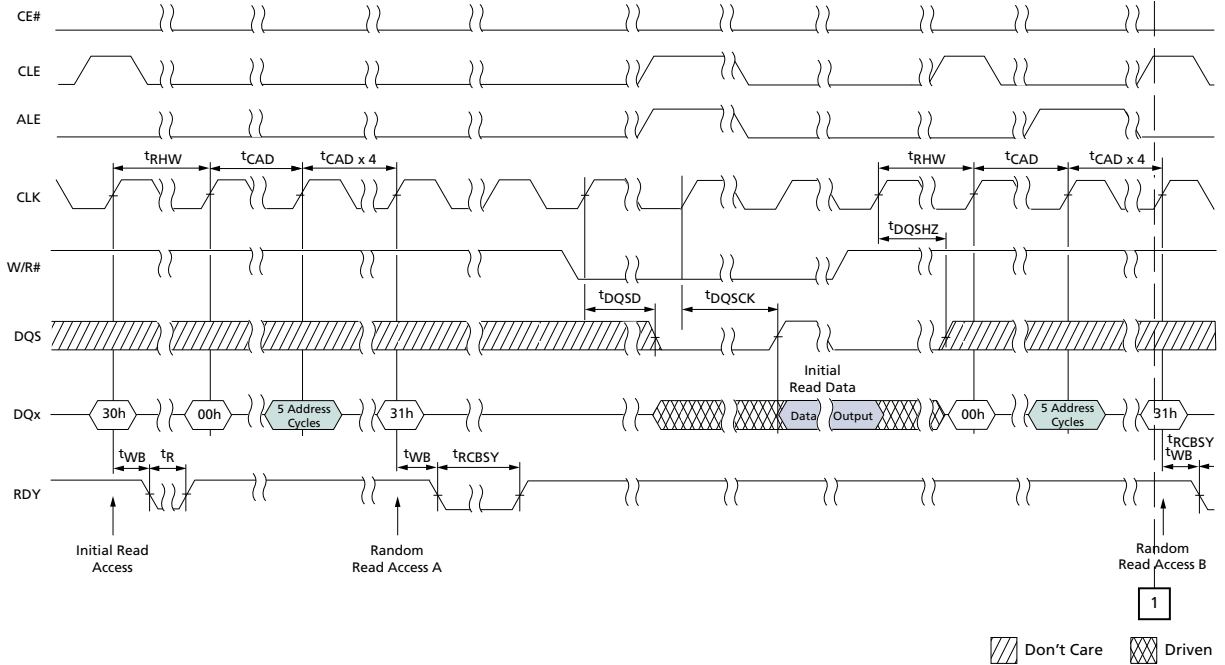 CE#
CLE
ALE
tRHW tCAD tCAD x 4 tRHW tCAD tCAD x 4
CLK
tDQSHZ
W/R#
tDQSD tDQSCK
DQS
Initial
Read Data
DQx 30h 00h 5 Address Cycles 31h Data Output 00h 5 Address Cycles 31h
tWB tR tWB tRCBSY tRCBSY
tWB
RDY
Initial Read
Access
Random
Read Access A
Random
Read Access B
1
Don't Care Driven